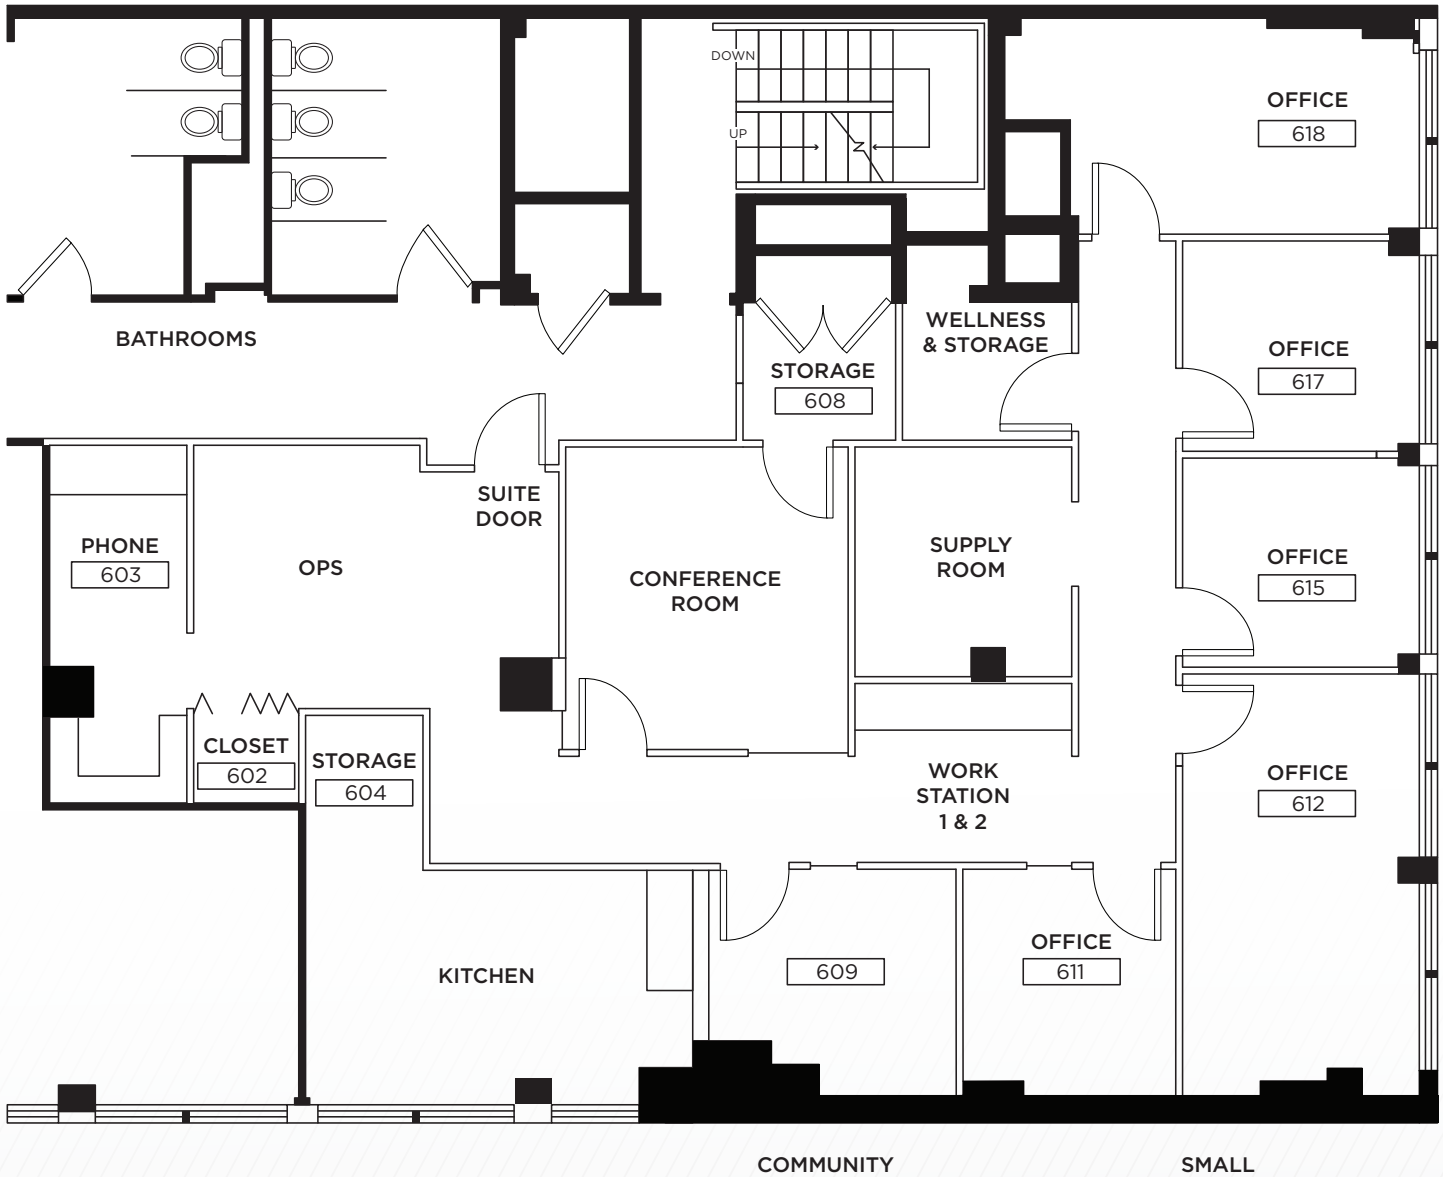 DOWN
UP
OFFICE
618
BATHROOMS
WELLNESS
& STORAGE
STORAGE
608
OFFICE
617
SUITE
DOOR
PHONE
603
OPS
CONFERENCE
ROOM
SUPPLY
ROOM
OFFICE
615
CLOSET
602
STORAGE
604
WORK
STATION
1 & 2
OFFICE
612
KITCHEN
609
OFFICE
611
COMMUNITY
SMALL